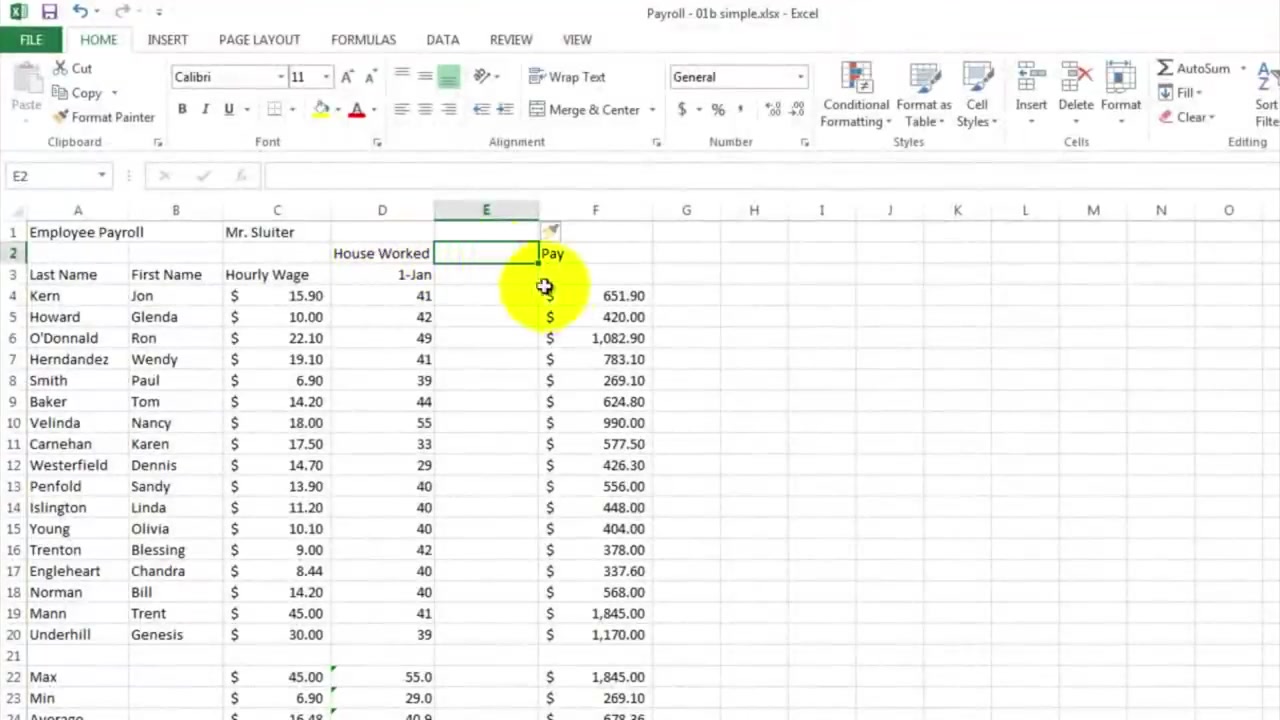 Payroll - 01b simple.xlsx - Excel
FILE HOME INSERT PAGE LAYOUT FORMULAS DATA REVIEW VIEW
Cut
Copy
Format Painter
Paste
Clipboard
Calibri 11
B I U
Font
Wrap Text
Merge & Center
Alignment
General
$ % ,
Number
Conditional Formatting
Format as Table
Cell Styles
Styles
Insert Delete Format
Cells
AutoSum
Fill
Clear
Sort
Filte
Editing
E2 fx
A B C D E F G H I J K L M N O
1 Employee Payroll Mr. Sluiter
2 House Worked Pay
3 Last Name First Name Hourly Wage 1-Jan
4 Kern Jon $ 15.90 41 $ 651.90
5 Howard Glenda $ 10.00 42 $ 420.00
6 O'Donnald Ron $ 22.10 49 $ 1,082.90
7 Herndandez Wendy $ 19.10 41 $ 783.10
8 Smith Paul $ 6.90 39 $ 269.10
9 Baker Tom $ 14.20 44 $ 624.80
10 Velinda Nancy $ 18.00 55 $ 990.00
11 Carnehan Karen $ 17.50 33 $ 577.50
12 Westerfield Dennis $ 14.70 29 $ 426.30
13 Penfold Sandy $ 13.90 40 $ 556.00
14 Islington Linda $ 11.20 40 $ 448.00
15 Young Olivia $ 10.10 40 $ 404.00
16 Trenton Blessing $ 9.00 42 $ 378.00
17 Engleheart Chandra $ 8.44 40 $ 337.60
18 Norman Bill $ 14.20 40 $ 568.00
19 Mann Trent $ 45.00 41 $ 1,845.00
20 Underhill Genesis $ 30.00 39 $ 1,170.00
21
22 Max $ 45.00 55.0 $ 1,845.00
23 Min $ 6.90 29.0 $ 269.10
24 Average $ 16.48 40.9 $ 678.36